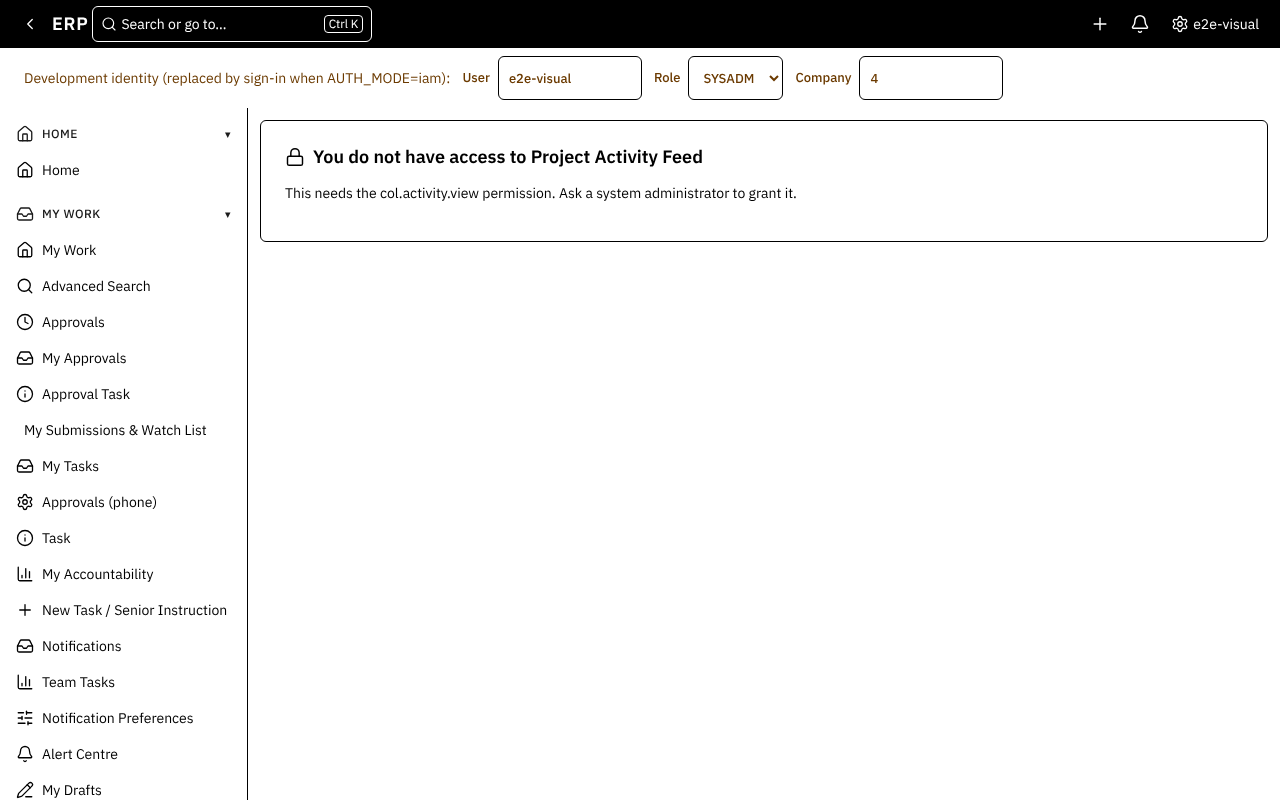 ERP
Search or go to...
Ctrl K
e2e-visual
Development identity (replaced by sign-in when AUTH_MODE=iam): User e2e-visual Role SYSADM Company 4
HOME
Home
MY WORK
My Work
Advanced Search
Approvals
My Approvals
Approval Task
My Submissions & Watch List
My Tasks
Approvals (phone)
Task
My Accountability
New Task / Senior Instruction
Notifications
Team Tasks
Notification Preferences
Alert Centre
My Drafts
You do not have access to Project Activity Feed
This needs the col.activity.view permission. Ask a system administrator to grant it.